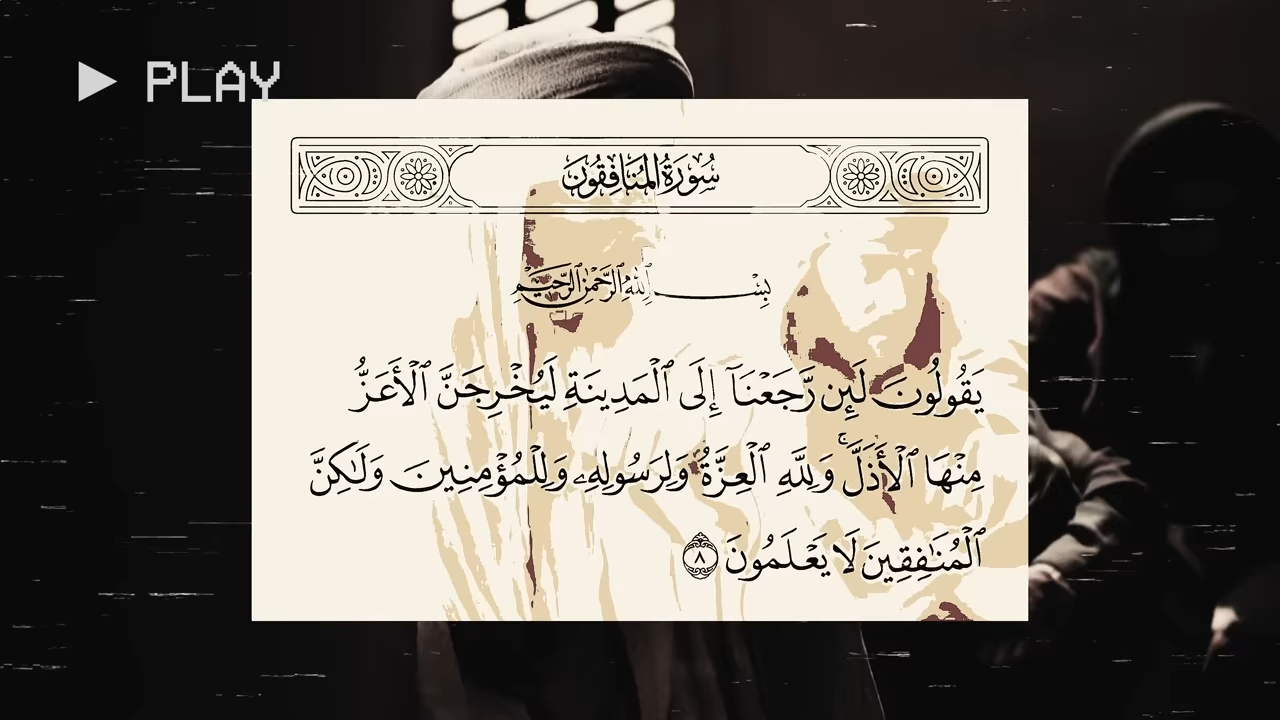 PLAY
سُورَةُ المُنَافِقُونَ
بِسْمِ ٱللَّهِ ٱلرَّحْمَٰنِ ٱلرَّحِيمِ
يَقُولُونَ لَئِن رَّجَعْنَآ إِلَى ٱلْمَدِينَةِ لَيُخْرِجَنَّ ٱلْأَعَزُّ
مِنْهَا ٱلْأَذَلَّۚ وَلِلَّهِ ٱلْعِزَّةُ وَلِرَسُولِهِۦ وَلِلْمُؤْمِنِينَ وَلَٰكِنَّ
ٱلْمُنَٰفِقِينَ لَا يَعْلَمُونَ ٨